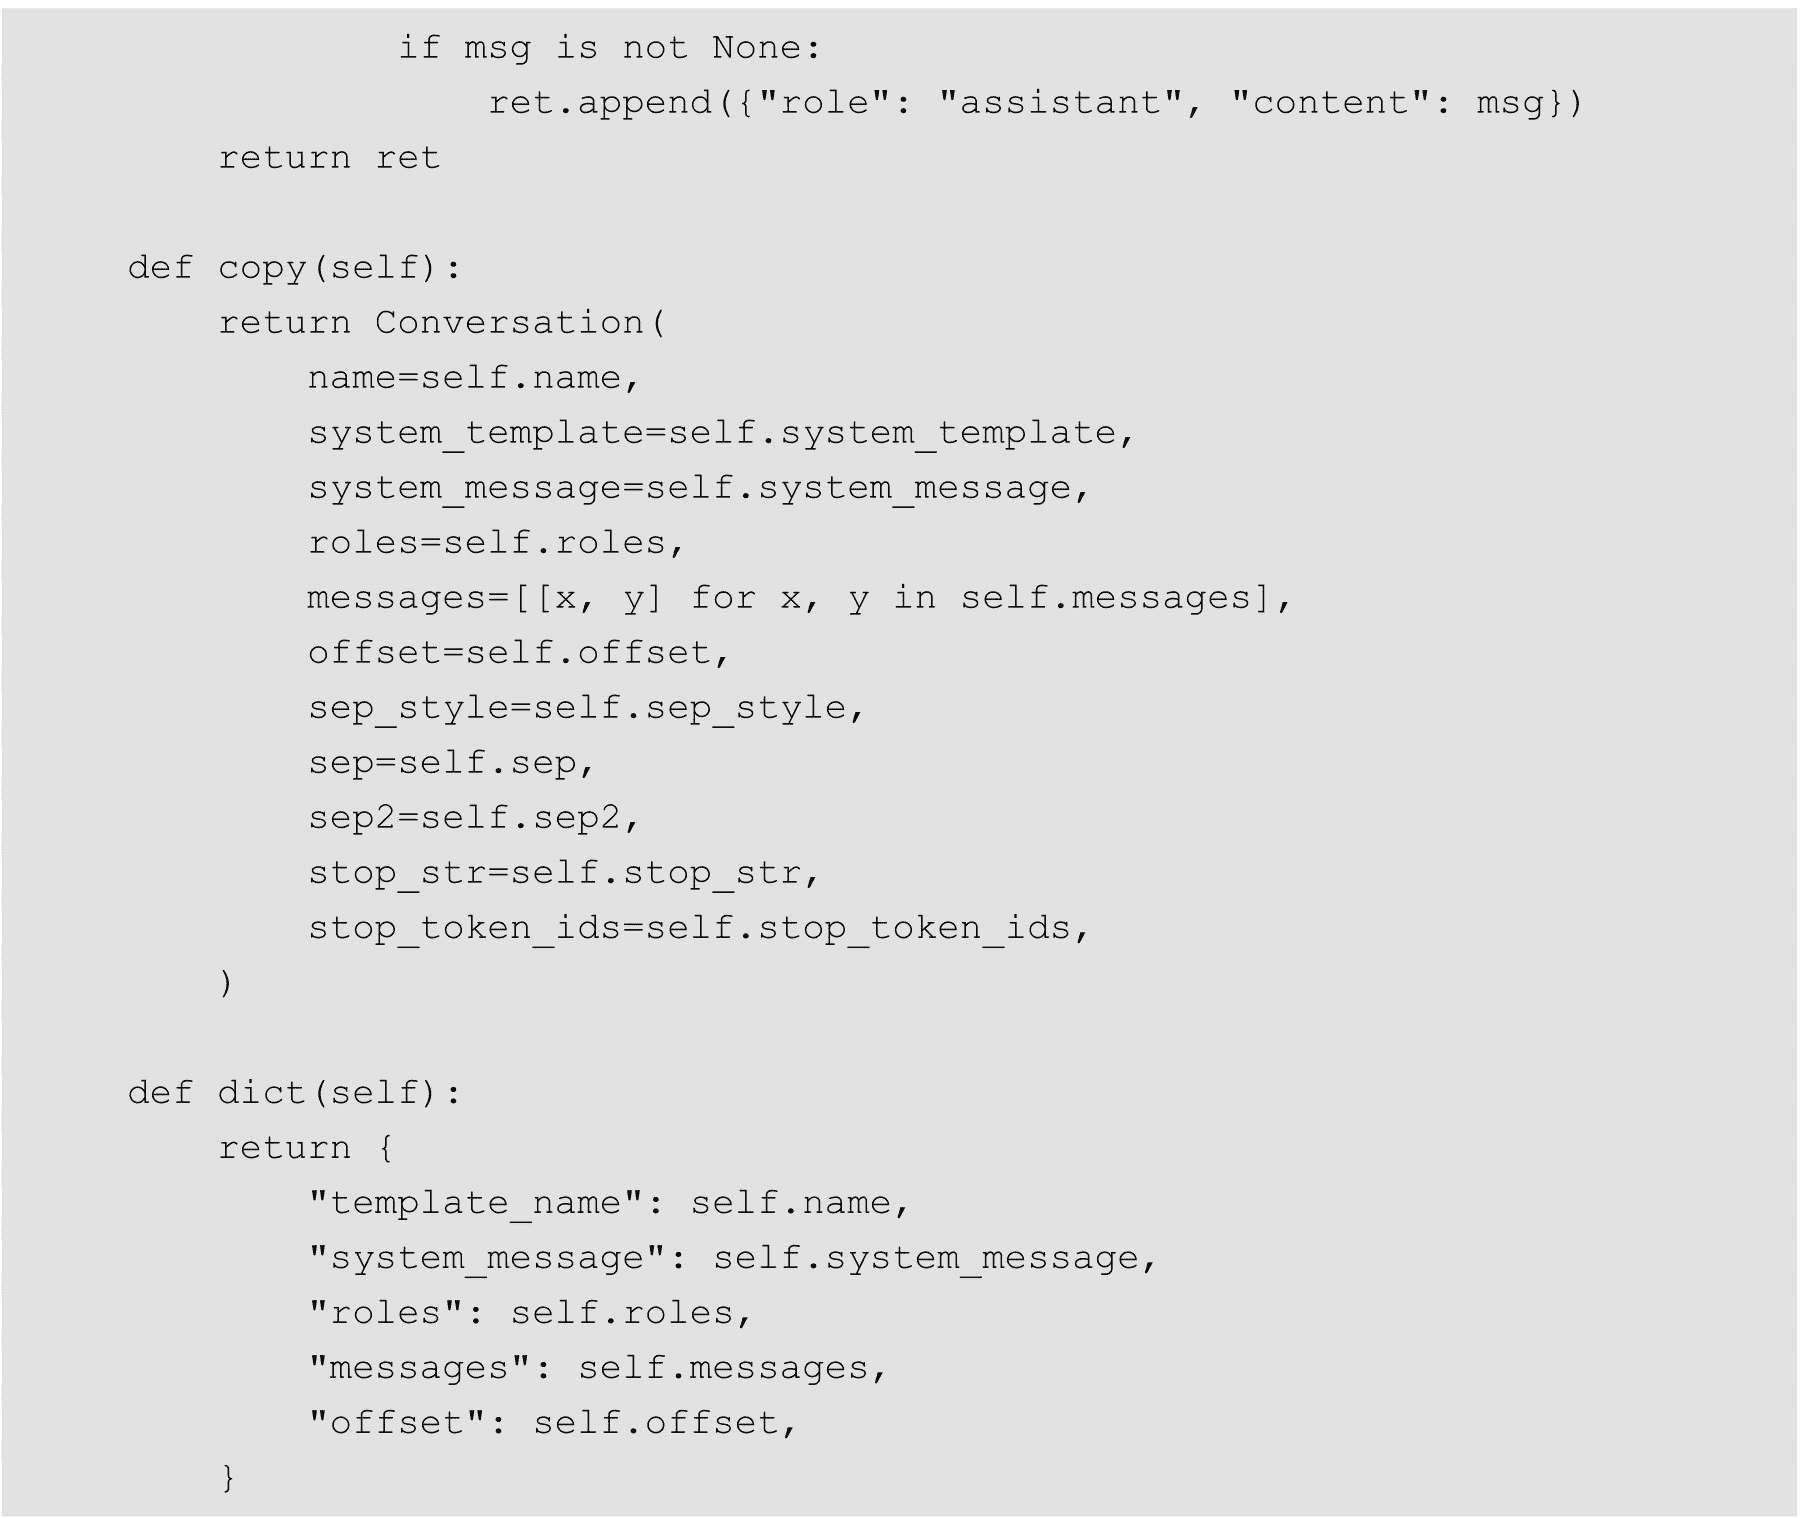 if msg is not None:
                ret.append({"role": "assistant", "content": msg})
    return ret

def copy(self):
    return Conversation(
        name=self.name,
        system_template=self.system_template,
        system_message=self.system_message,
        roles=self.roles,
        messages=[[x, y] for x, y in self.messages],
        offset=self.offset,
        sep_style=self.sep_style,
        sep=self.sep,
        sep2=self.sep2,
        stop_str=self.stop_str,
        stop_token_ids=self.stop_token_ids,
    )

def dict(self):
    return {
        "template_name": self.name,
        "system_message": self.system_message,
        "roles": self.roles,
        "messages": self.messages,
        "offset": self.offset,
    }